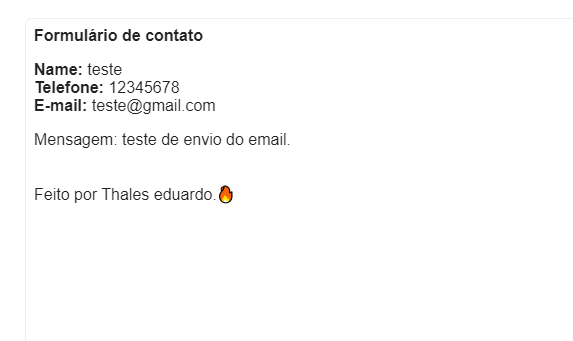 Formulário de contato
Name: teste
Telefone: 12345678
E-mail: teste@gmail.com
Mensagem: teste de envio do email.
Feito por Thales eduardo.🔥